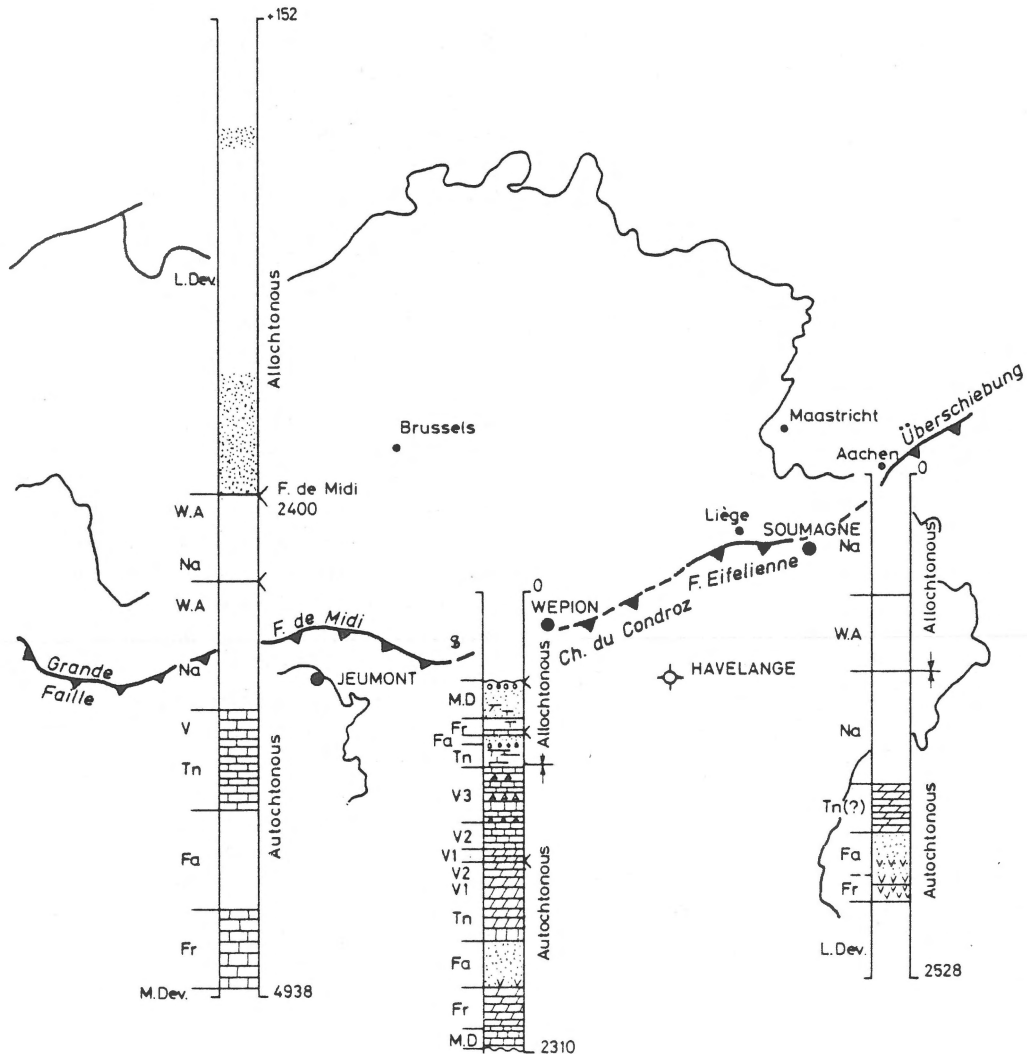 +152
L.Dev.
Allochtonous
F. de Midi
2400
W.A
Na
W.A
Na
V
Tn
Fa
Fr
M.Dev.
4938
Autochtonous
Grande
Faille
F. de Midi
JEUMONT
Brussels
0
WEPION
M.D
Fr
Fa
Tn
V3
V2
V1
V2
V1
Tn
Fa
Fr
M.D
2310
Allochtonous
Autochtonous
Ch. du Condroz
F. Eifelienne
HAVELANGE
Liège
SOUMAGNE
Maastricht
Aachen
Überschiebung
0
Na
W.A
Na
Tn(?)
Fa
Fr
L.Dev.
2528
Allochtonous
Autochtonous